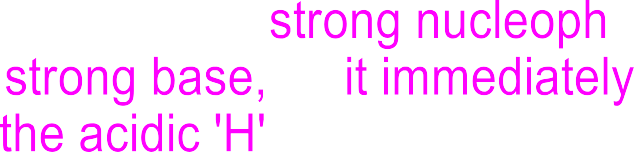 strong nucleoph
strong base, it immediately
the acidic 'H'